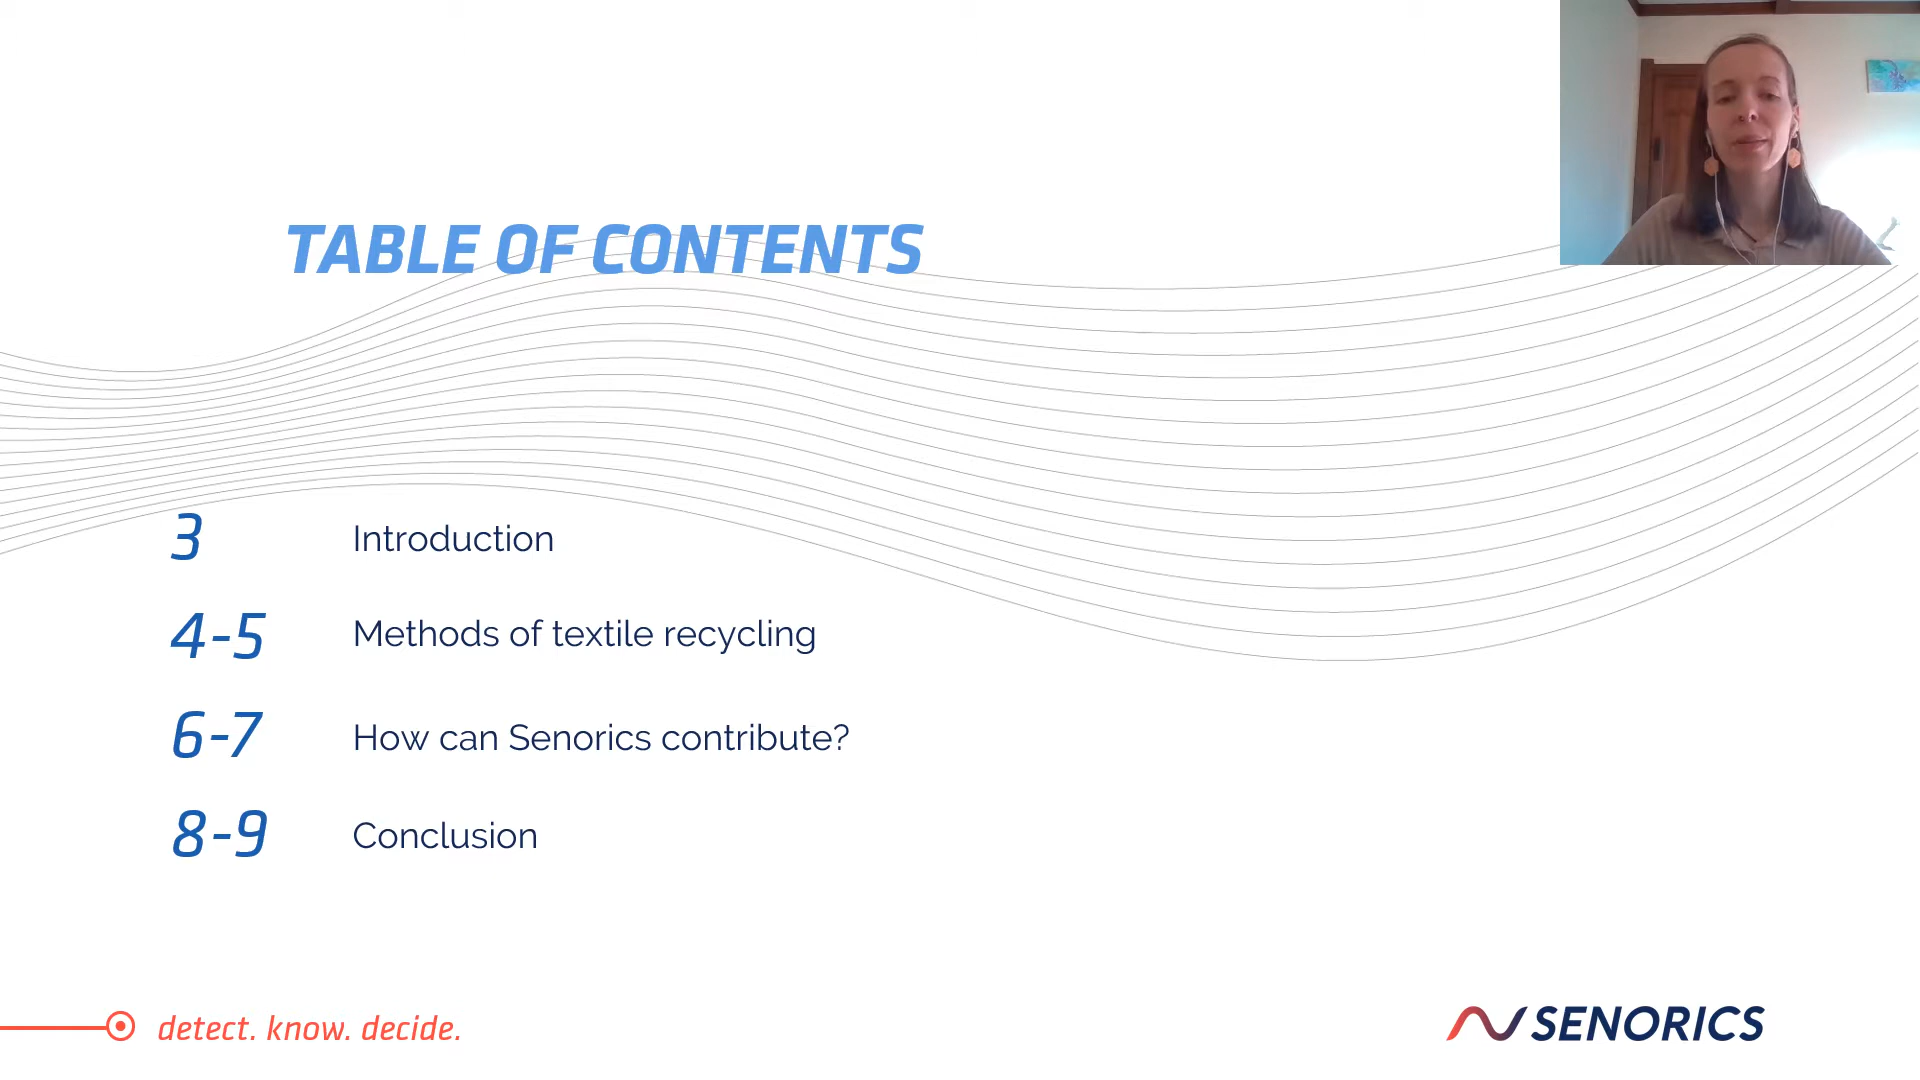 TABLE OF CONTENTS
3 Introduction
4-5 Methods of textile recycling
6-7 How can Senorics contribute?
8-9 Conclusion
detect. know. decide.
SENORICS